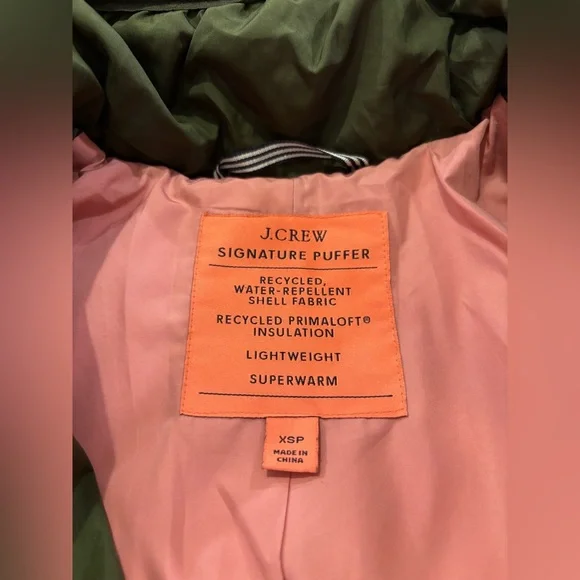 J.CREW
SIGNATURE PUFFER
RECYCLED,
WATER-REPELLENT
SHELL FABRIC
RECYCLED PRIMALOFT®
INSULATION
LIGHTWEIGHT
SUPERWARM
XSP
MADE IN
CHINA